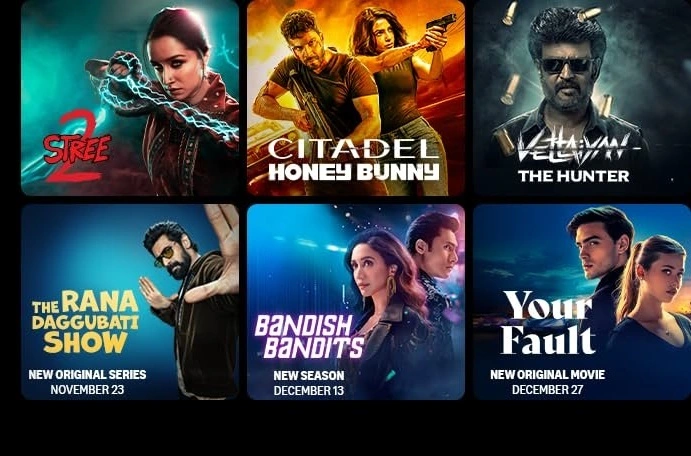 STREE
2
CITADEL
HONEY BUNNY
VETTAIYAN
THE HUNTER
THE RANA
DAGGUBATI
SHOW
NEW ORIGINAL SERIES
NOVEMBER 23
BANDISH
BANDITS
NEW SEASON
DECEMBER 13
Your
Fault
NEW ORIGINAL MOVIE
DECEMBER 27